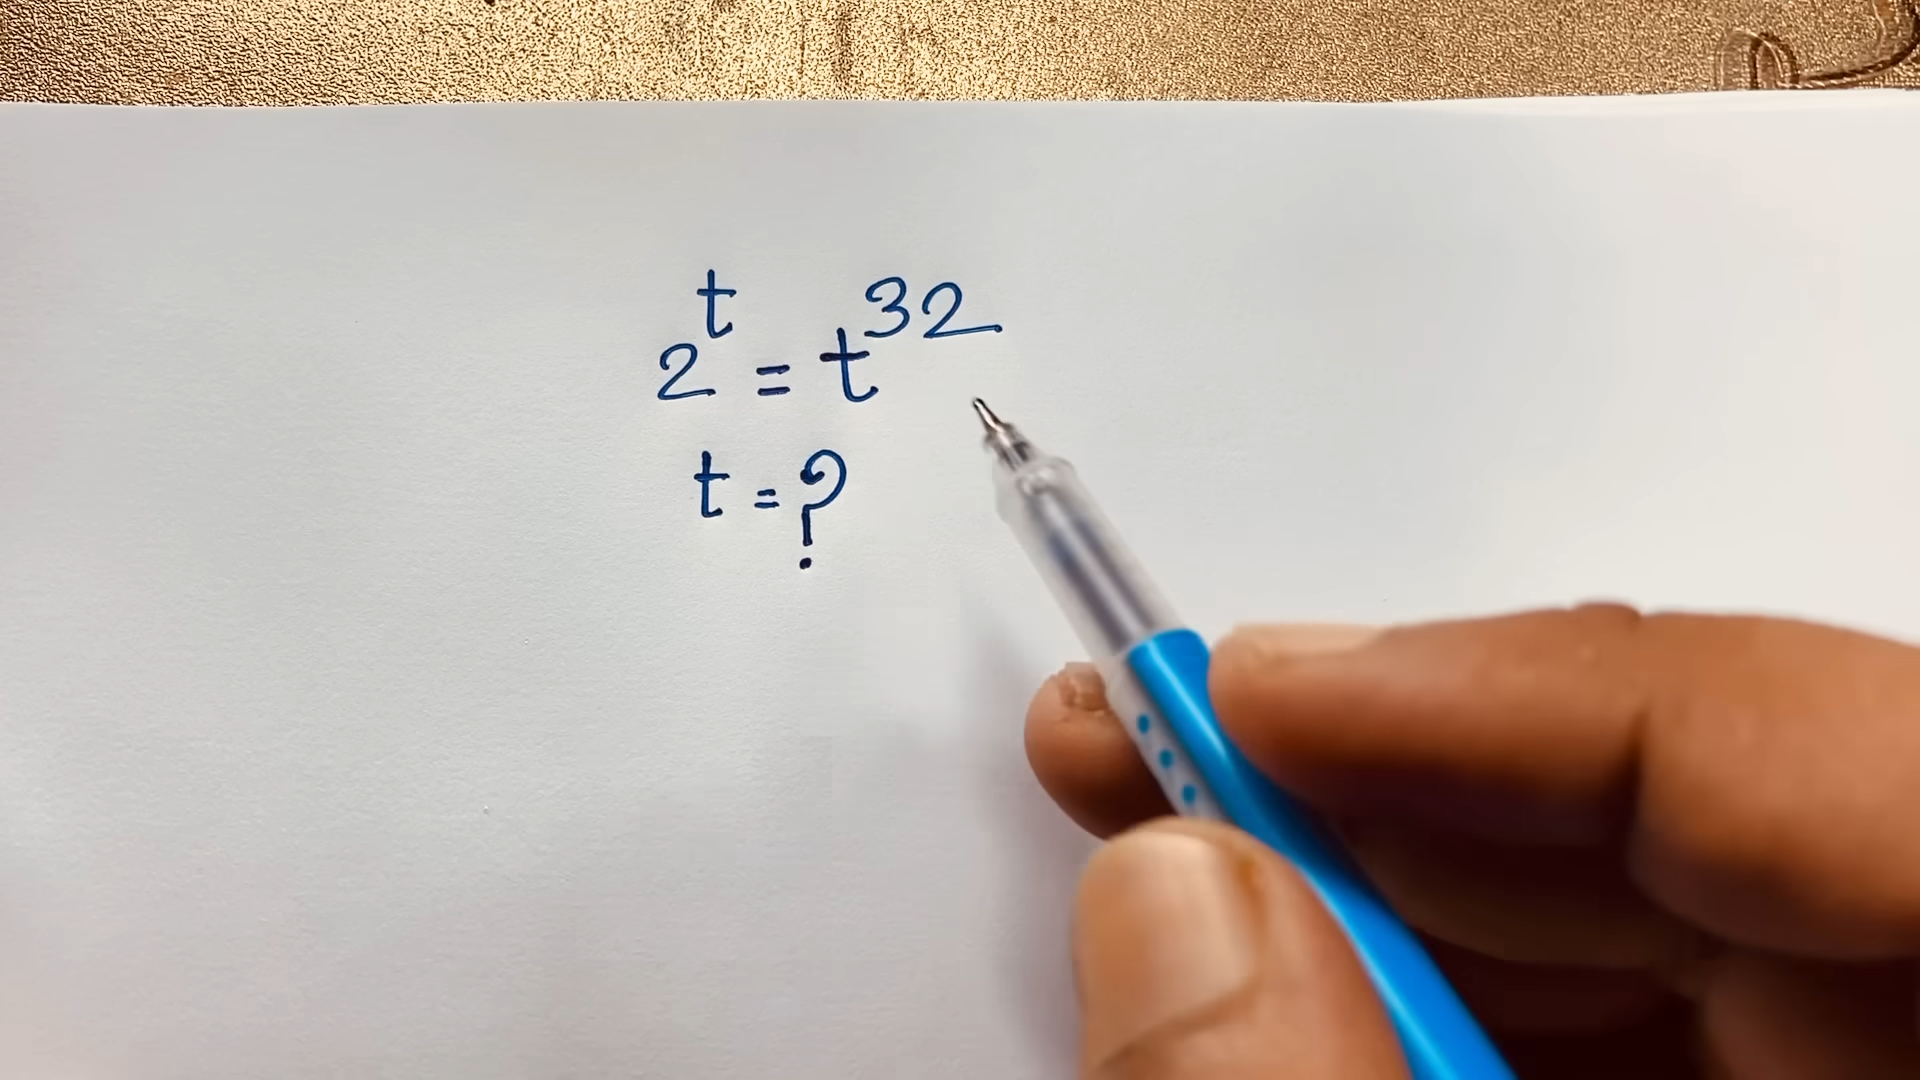 2^t = t^32
t = ?